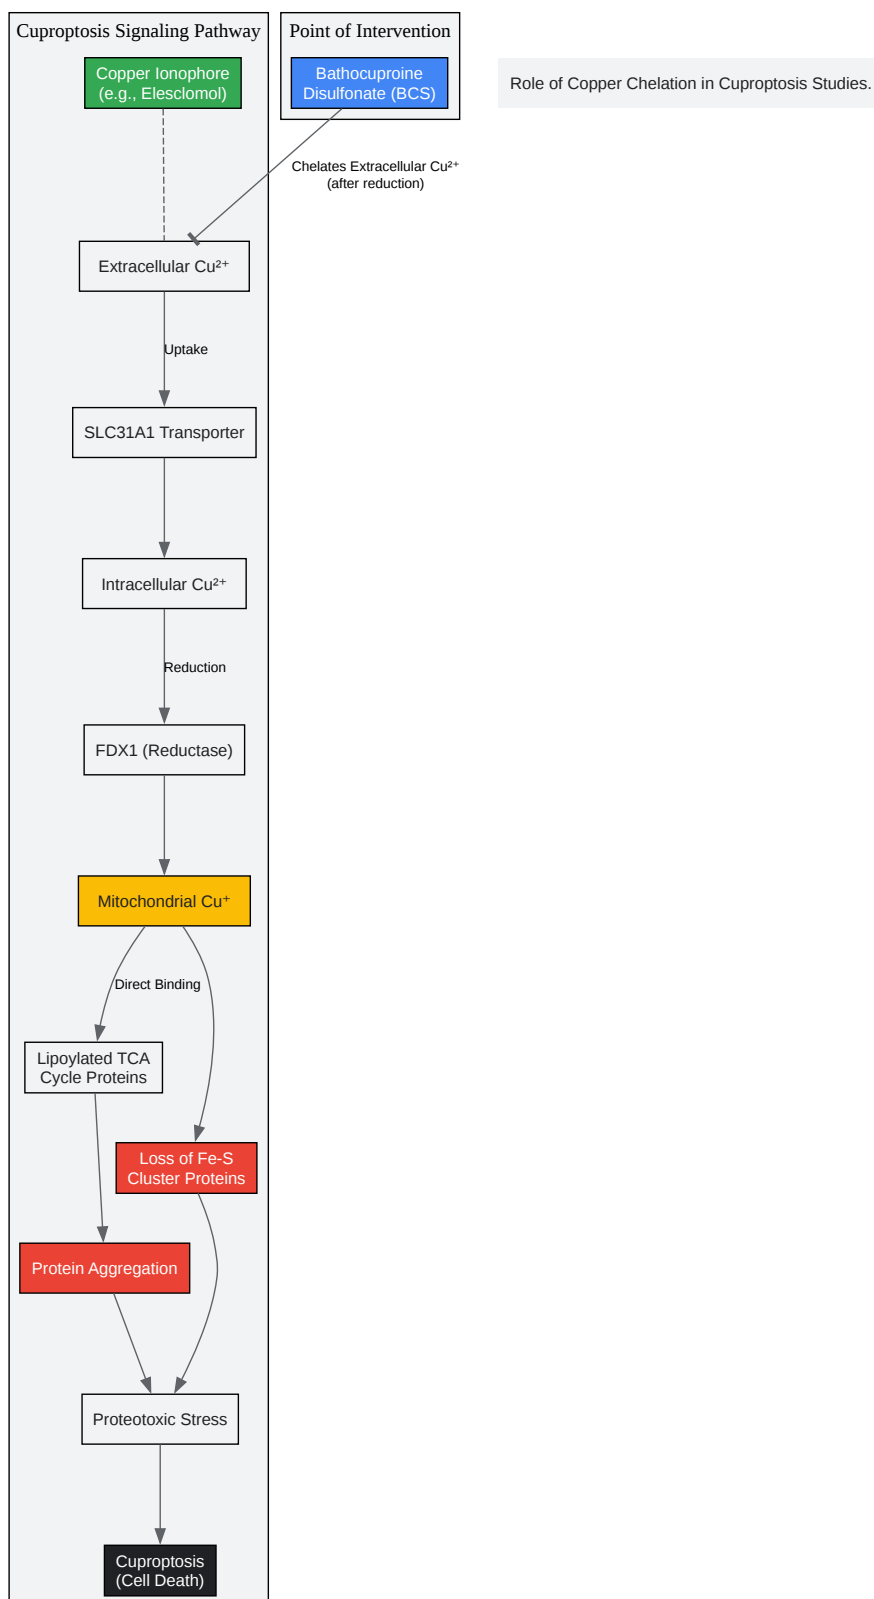 Cuproptosis Signaling Pathway
Point of Intervention
Copper Ionophore
(e.g., Elesclomol)
Bathocuproine
Disulfonate (BCS)
Role of Copper Chelation in Cuproptosis Studies.
Chelates Extracellular Cu²⁺
(after reduction)
Extracellular Cu²⁺
Uptake
SLC31A1 Transporter
Intracellular Cu²⁺
Reduction
FDX1 (Reductase)
Mitochondrial Cu⁺
Direct Binding
Lipoylated TCA
Cycle Proteins
Loss of Fe-S
Cluster Proteins
Protein Aggregation
Proteotoxic Stress
Cuproptosis
(Cell Death)